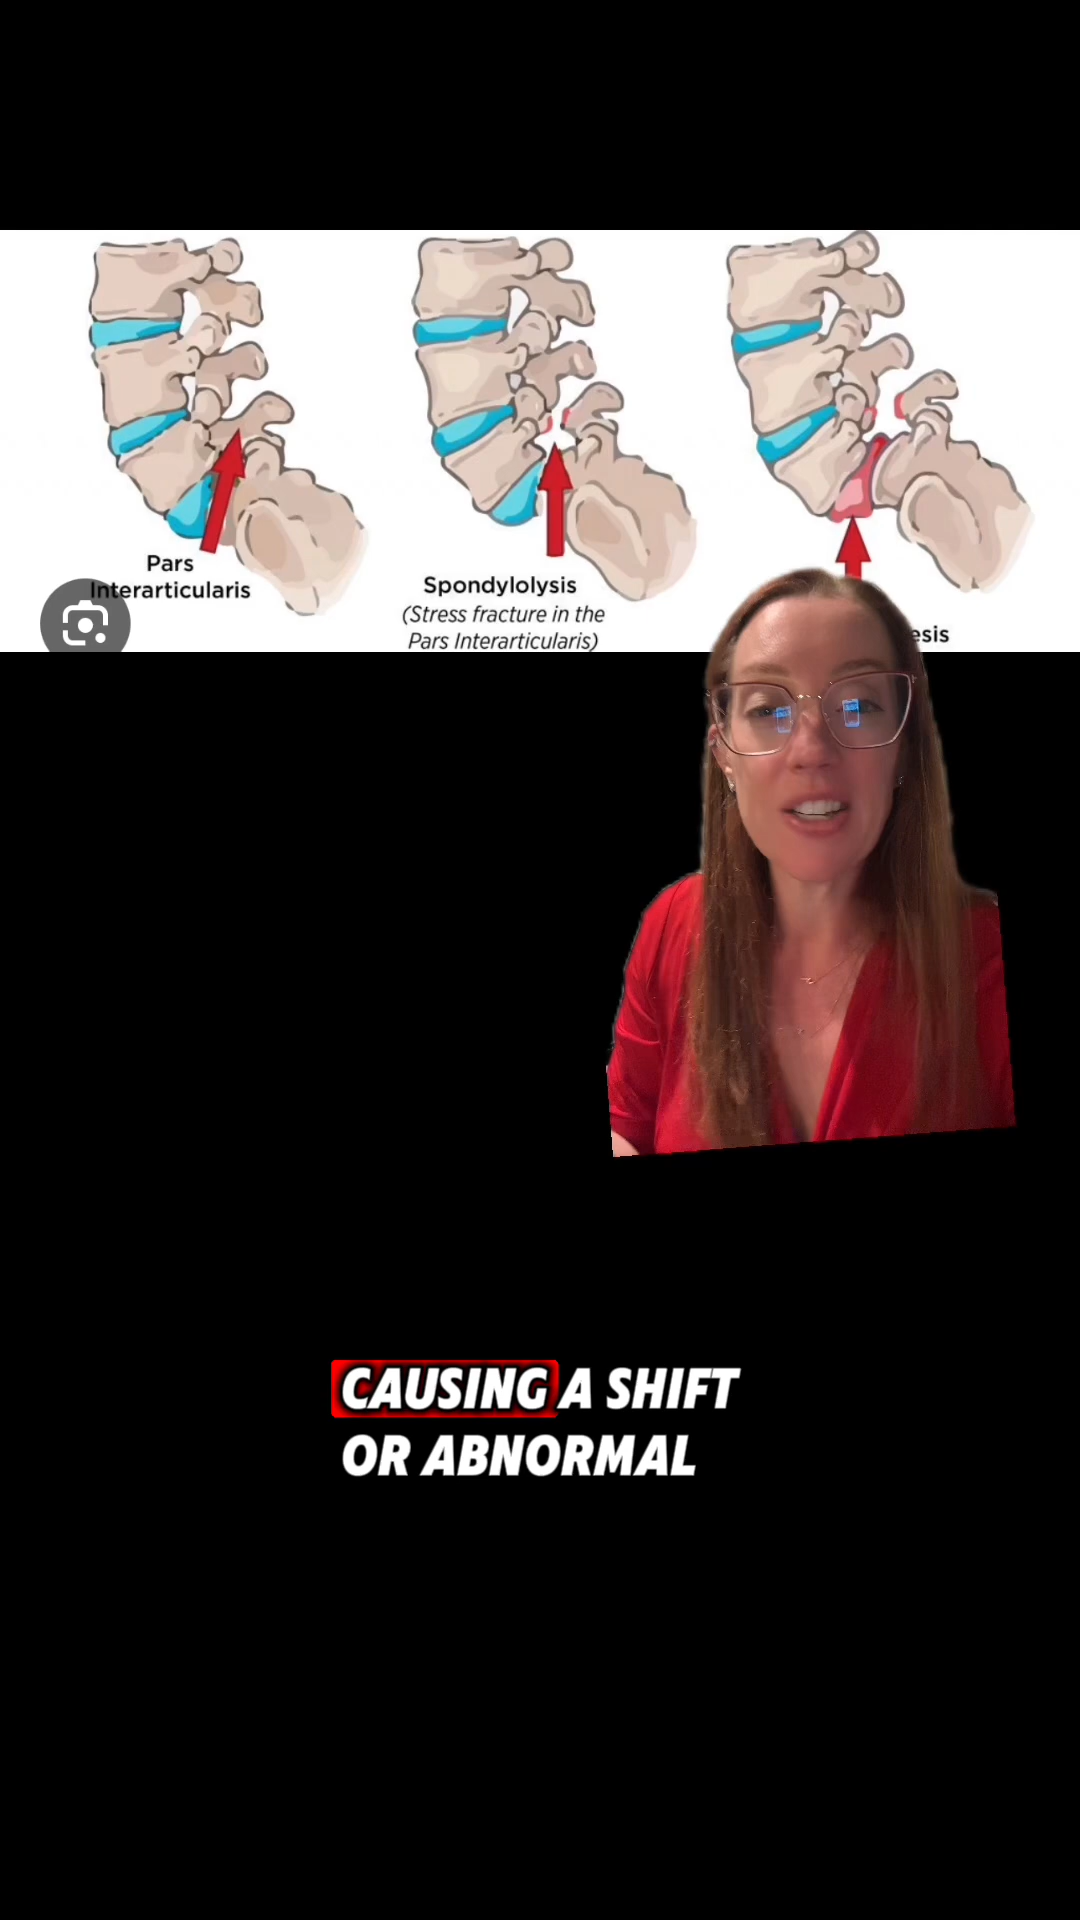 Pars
Interarticularis
Spondylolysis
(Stress fracture in the
Pars Interarticularis)
esis
CAUSING A SHIFT
OR ABNORMAL